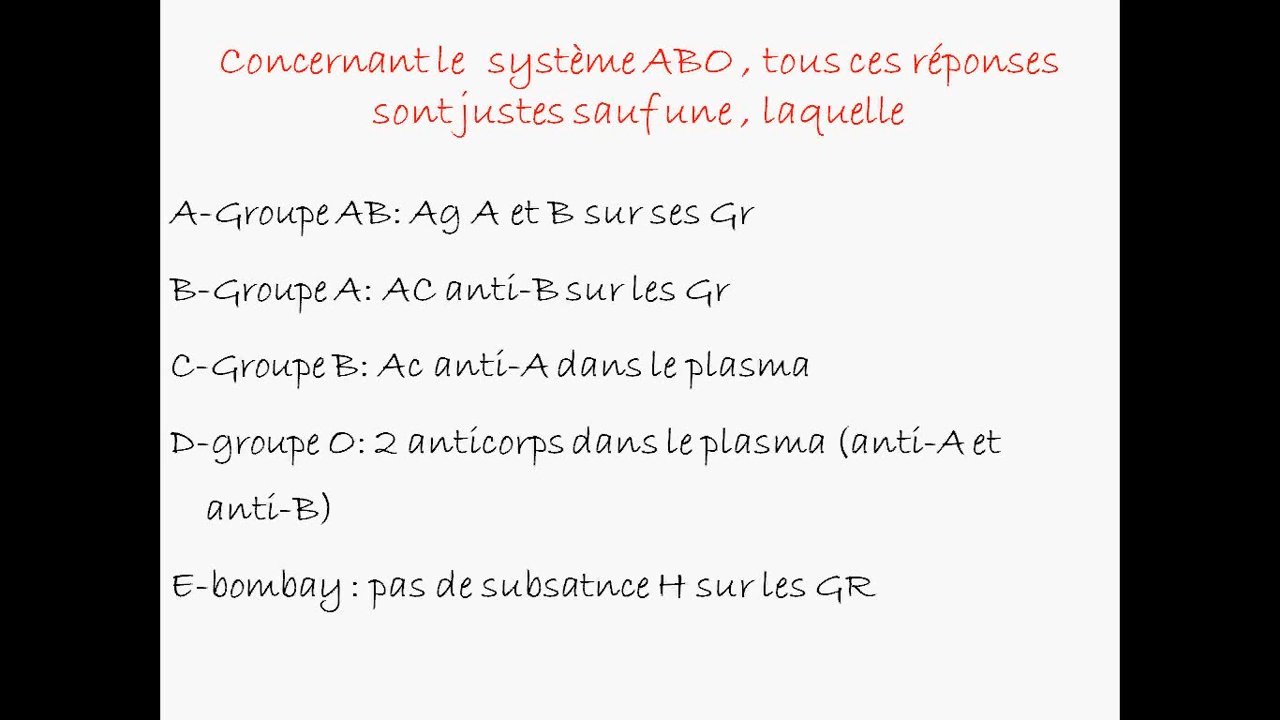 Concernant le système ABO , tous ces réponses
sont justes sauf une , laquelle
A-Groupe AB: Ag A et B sur ses Gr
B-Groupe A: AC anti-B sur les Gr
C-Groupe B: Ac anti-A dans le plasma
D-groupe O: 2 anticorps dans le plasma (anti-A et
anti-B)
E-bombay : pas de subsatnce H sur les GR